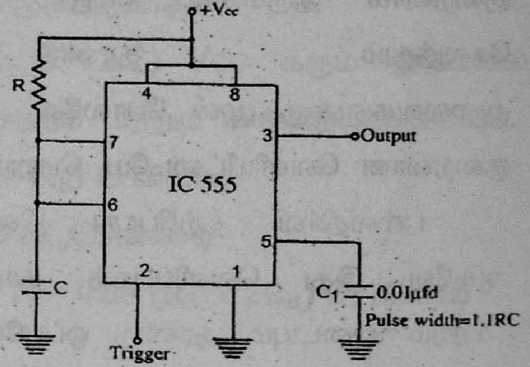 +Vcc
R
4
8
7
3
Output
IC 555
6
5
2
1
C
C1
0.01µfd
Pulse width=1.1RC
Trigger